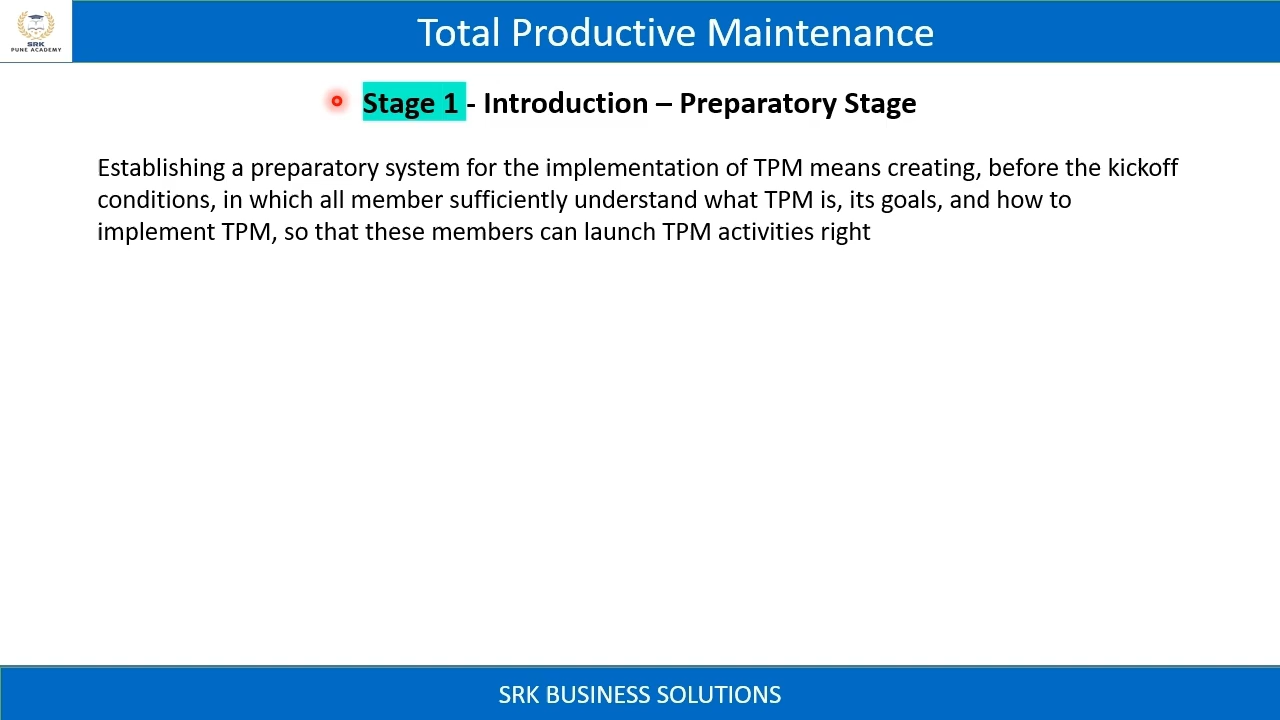 SRK
PUNE ACADEMY
Total Productive Maintenance
Stage 1 - Introduction – Preparatory Stage
Establishing a preparatory system for the implementation of TPM means creating, before the kickoff
conditions, in which all member sufficiently understand what TPM is, its goals, and how to
implement TPM, so that these members can launch TPM activities right
SRK BUSINESS SOLUTIONS